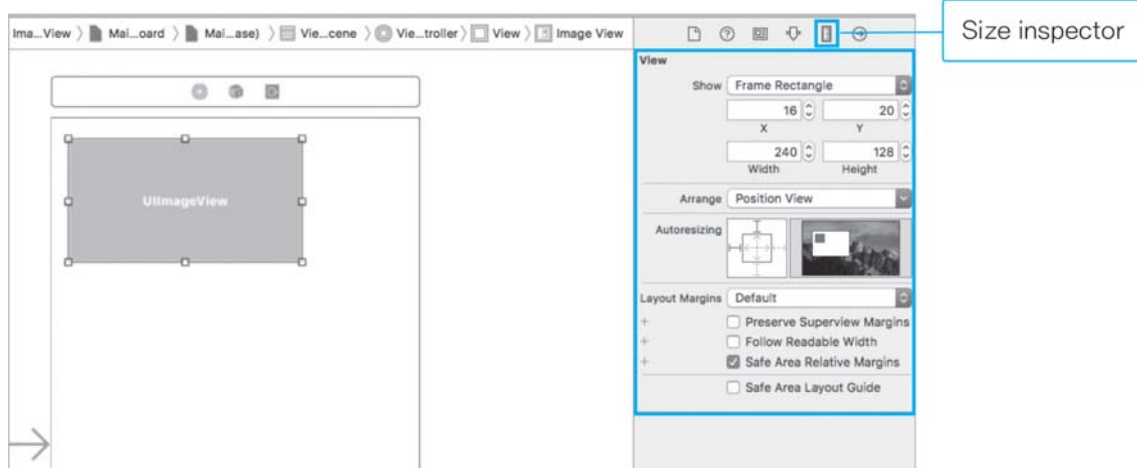 Ima...View 〉 Mai...oard 〉 Mai...ase) 〉 Vie...cene 〉 Vie...troller 〉 View 〉 Image View
Size inspector
UIImageView
View
Show Frame Rectangle
16 20
X Y
240 128
Width Height
Arrange Position View
Autoresizing
Layout Margins Default
+ Preserve Superview Margins
+ Follow Readable Width
+ Safe Area Relative Margins
Safe Area Layout Guide